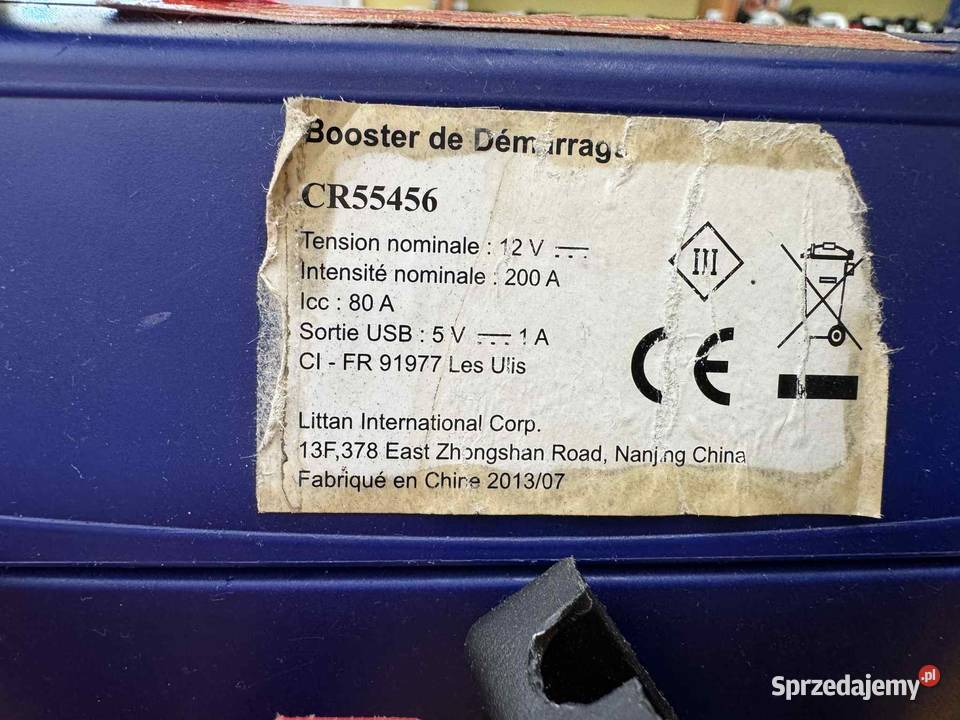 Booster de Démarrage
CR55456
Tension nominale : 12 V
Intensité nominale : 200 A
Icc : 80 A
Sortie USB : 5 V 1 A
CI - FR 91977 Les Ulis
III
CE
Littan International Corp.
13F,378 East Zhongshan Road, Nanjing China
Fabriqué en Chine 2013/07
Sprzedajemy.pl